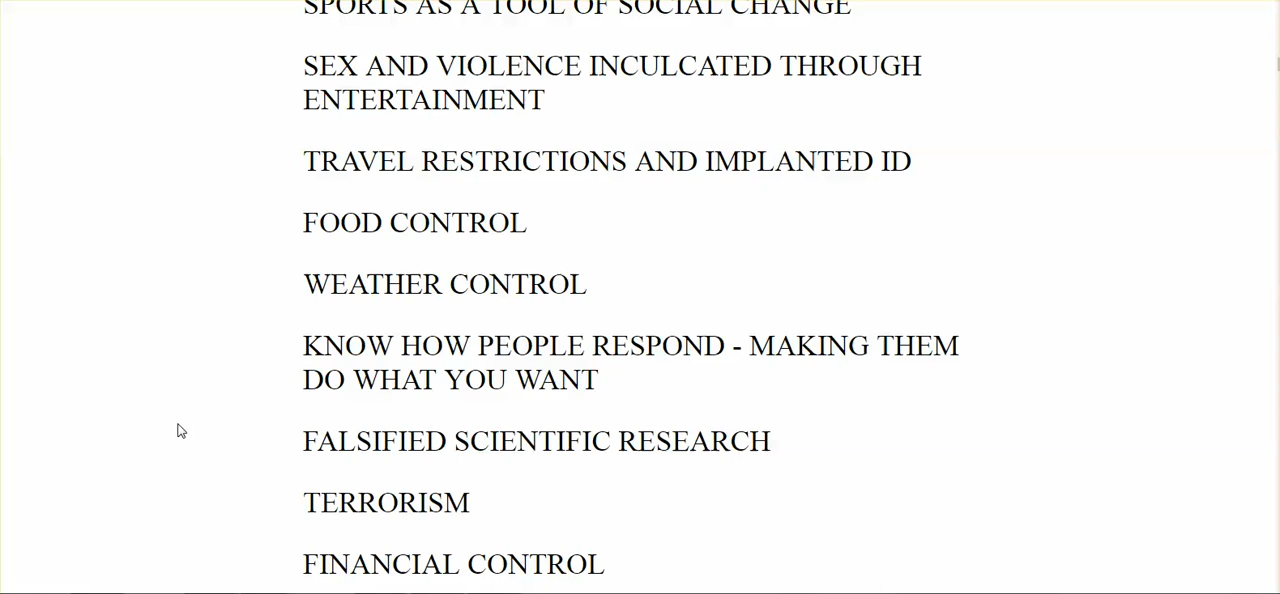 SPORTS AS A TOOL OF SOCIAL CHANGE
SEX AND VIOLENCE INCULCATED THROUGH
ENTERTAINMENT
TRAVEL RESTRICTIONS AND IMPLANTED ID
FOOD CONTROL
WEATHER CONTROL
KNOW HOW PEOPLE RESPOND - MAKING THEM
DO WHAT YOU WANT
FALSIFIED SCIENTIFIC RESEARCH
TERRORISM
FINANCIAL CONTROL